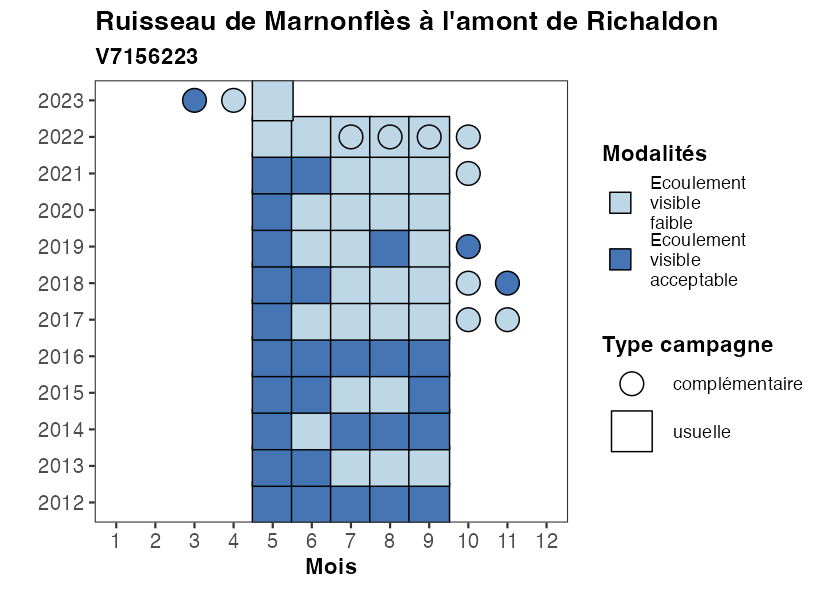 Ruisseau de Marnonflès à l'amont de Richaldon
V7156223
2023
2022
2021
2020
2019
2018
2017
2016
2015
2014
2013
2012
1 2 3 4 5 6 7 8 9 10 11 12
Mois
Modalités
Ecoulement
visible
faible
Ecoulement
visible
acceptable
Type campagne
complémentaire
usuelle